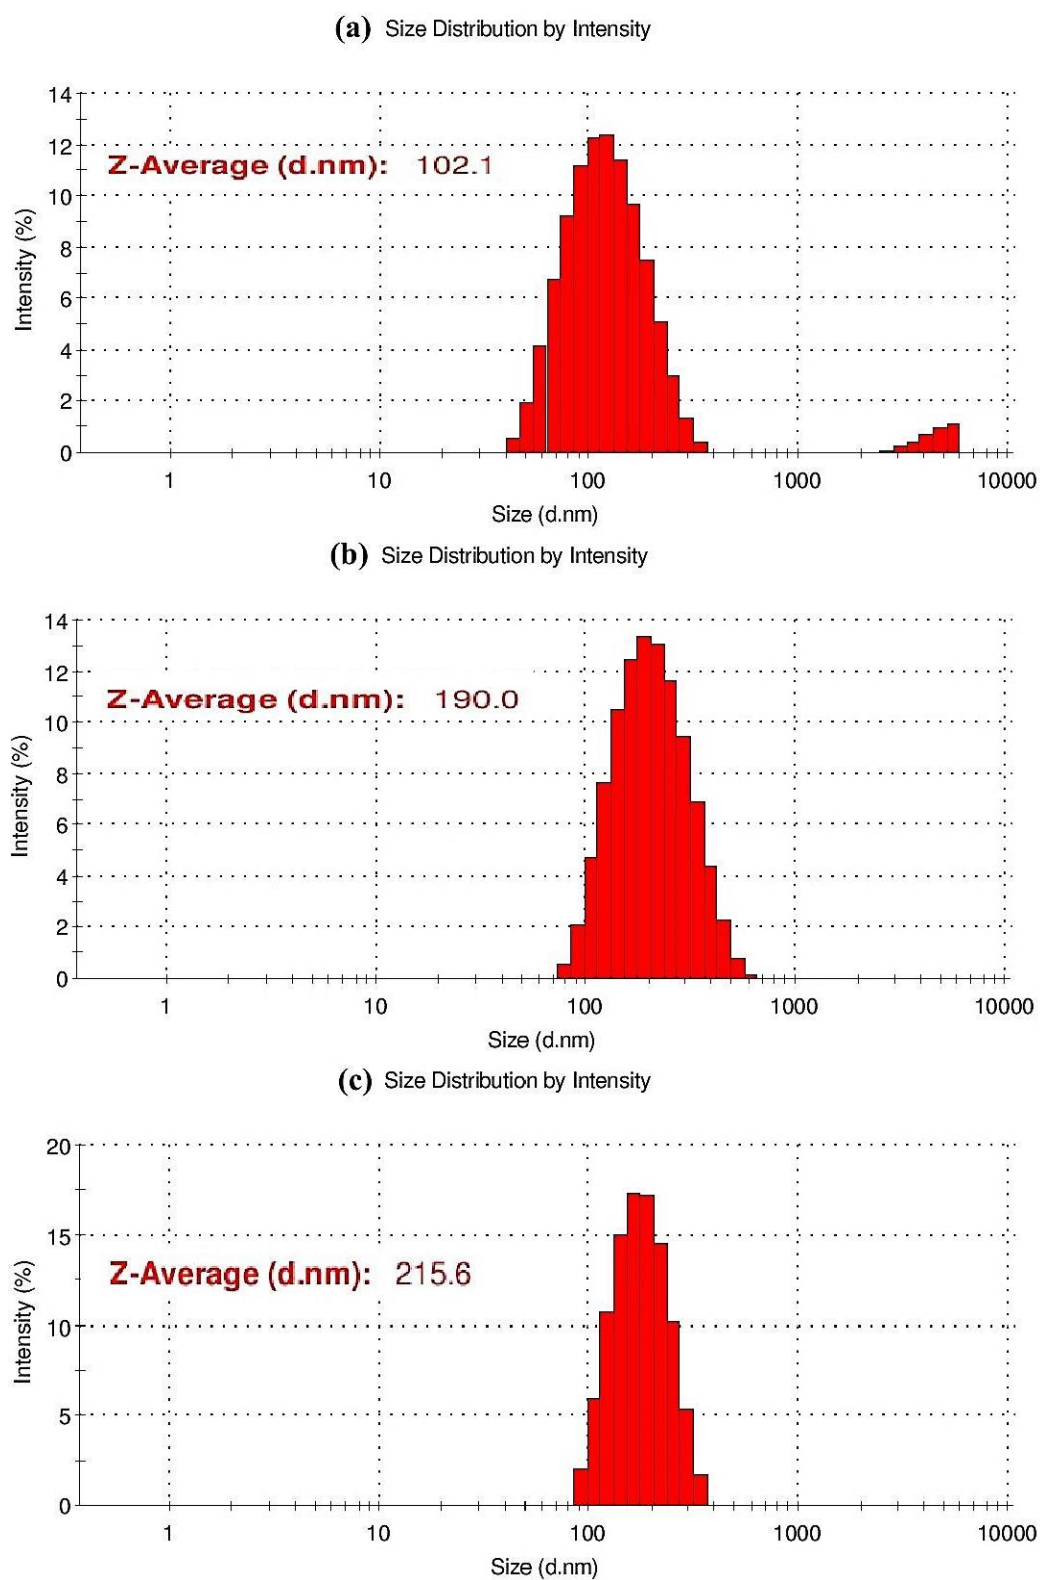 (a) Size Distribution by Intensity
14
Z-Average (d.nm): 102.1
12
10
8
6
4
2
0
Intensity (%)
1 10 100 1000 10000
Size (d.nm)
(b) Size Distribution by Intensity
14
12
Z-Average (d.nm): 190.0
10
8
6
4
2
0
Intensity (%)
1 10 100 1000 10000
Size (d.nm)
(c) Size Distribution by Intensity
20
15
Z-Average (d.nm): 215.6
10
5
0
Intensity (%)
1 10 100 1000 10000
Size (d.nm)